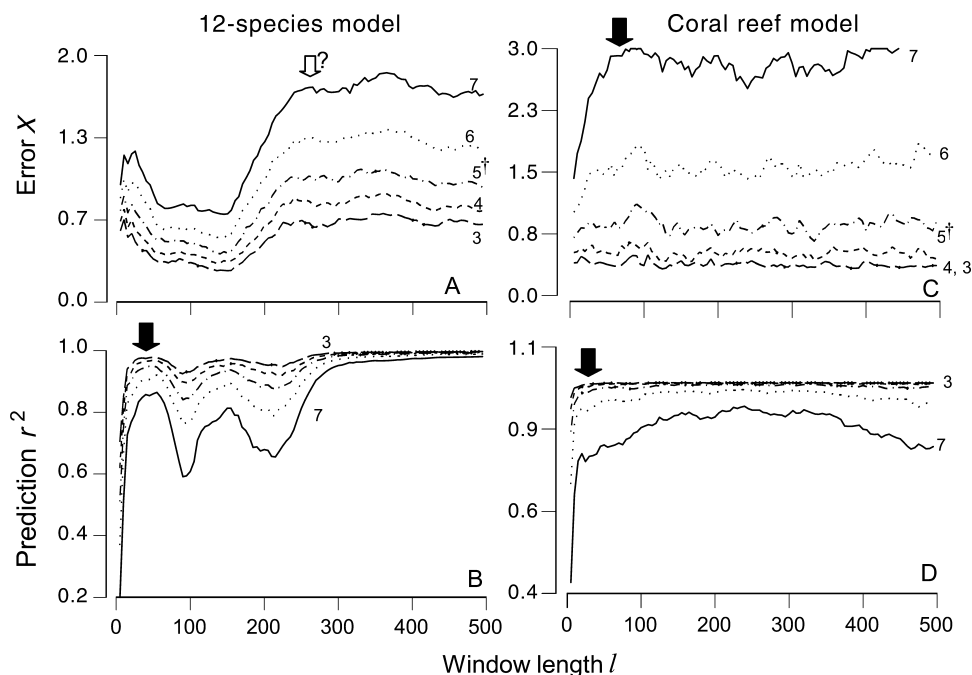 12-species model
Coral reef model
Error X
2.0
1.3
0.7
0.0
?
7
6
5†
4
3
A
3.0
2.3
1.5
0.8
0.0
7
6
5†
4, 3
C
Prediction r²
1.0
0.8
0.6
0.4
0.2
3
7
B
0 100 200 300 400 500
1.1
0.9
0.6
0.4
3
7
D
0 100 200 300 400 500
Window length l